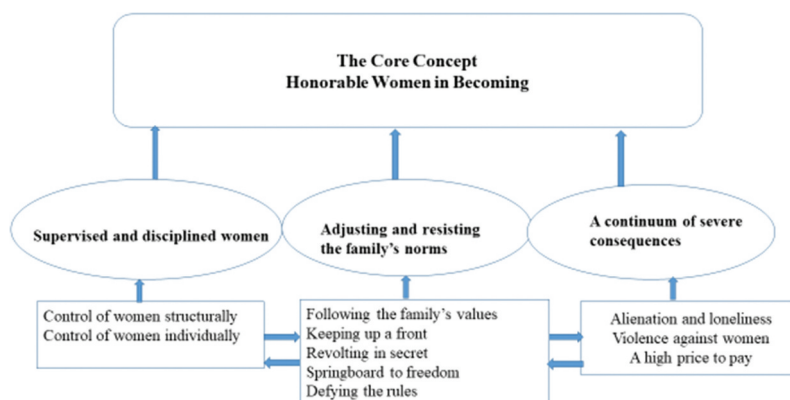 The Core Concept
Honorable Women in Becoming
Supervised and disciplined women
Adjusting and resisting
the family's norms
A continuum of severe
consequences
Control of women structurally
Control of women individually
Following the family's values
Keeping up a front
Revolting in secret
Springboard to freedom
Defying the rules
Alienation and loneliness
Violence against women
A high price to pay